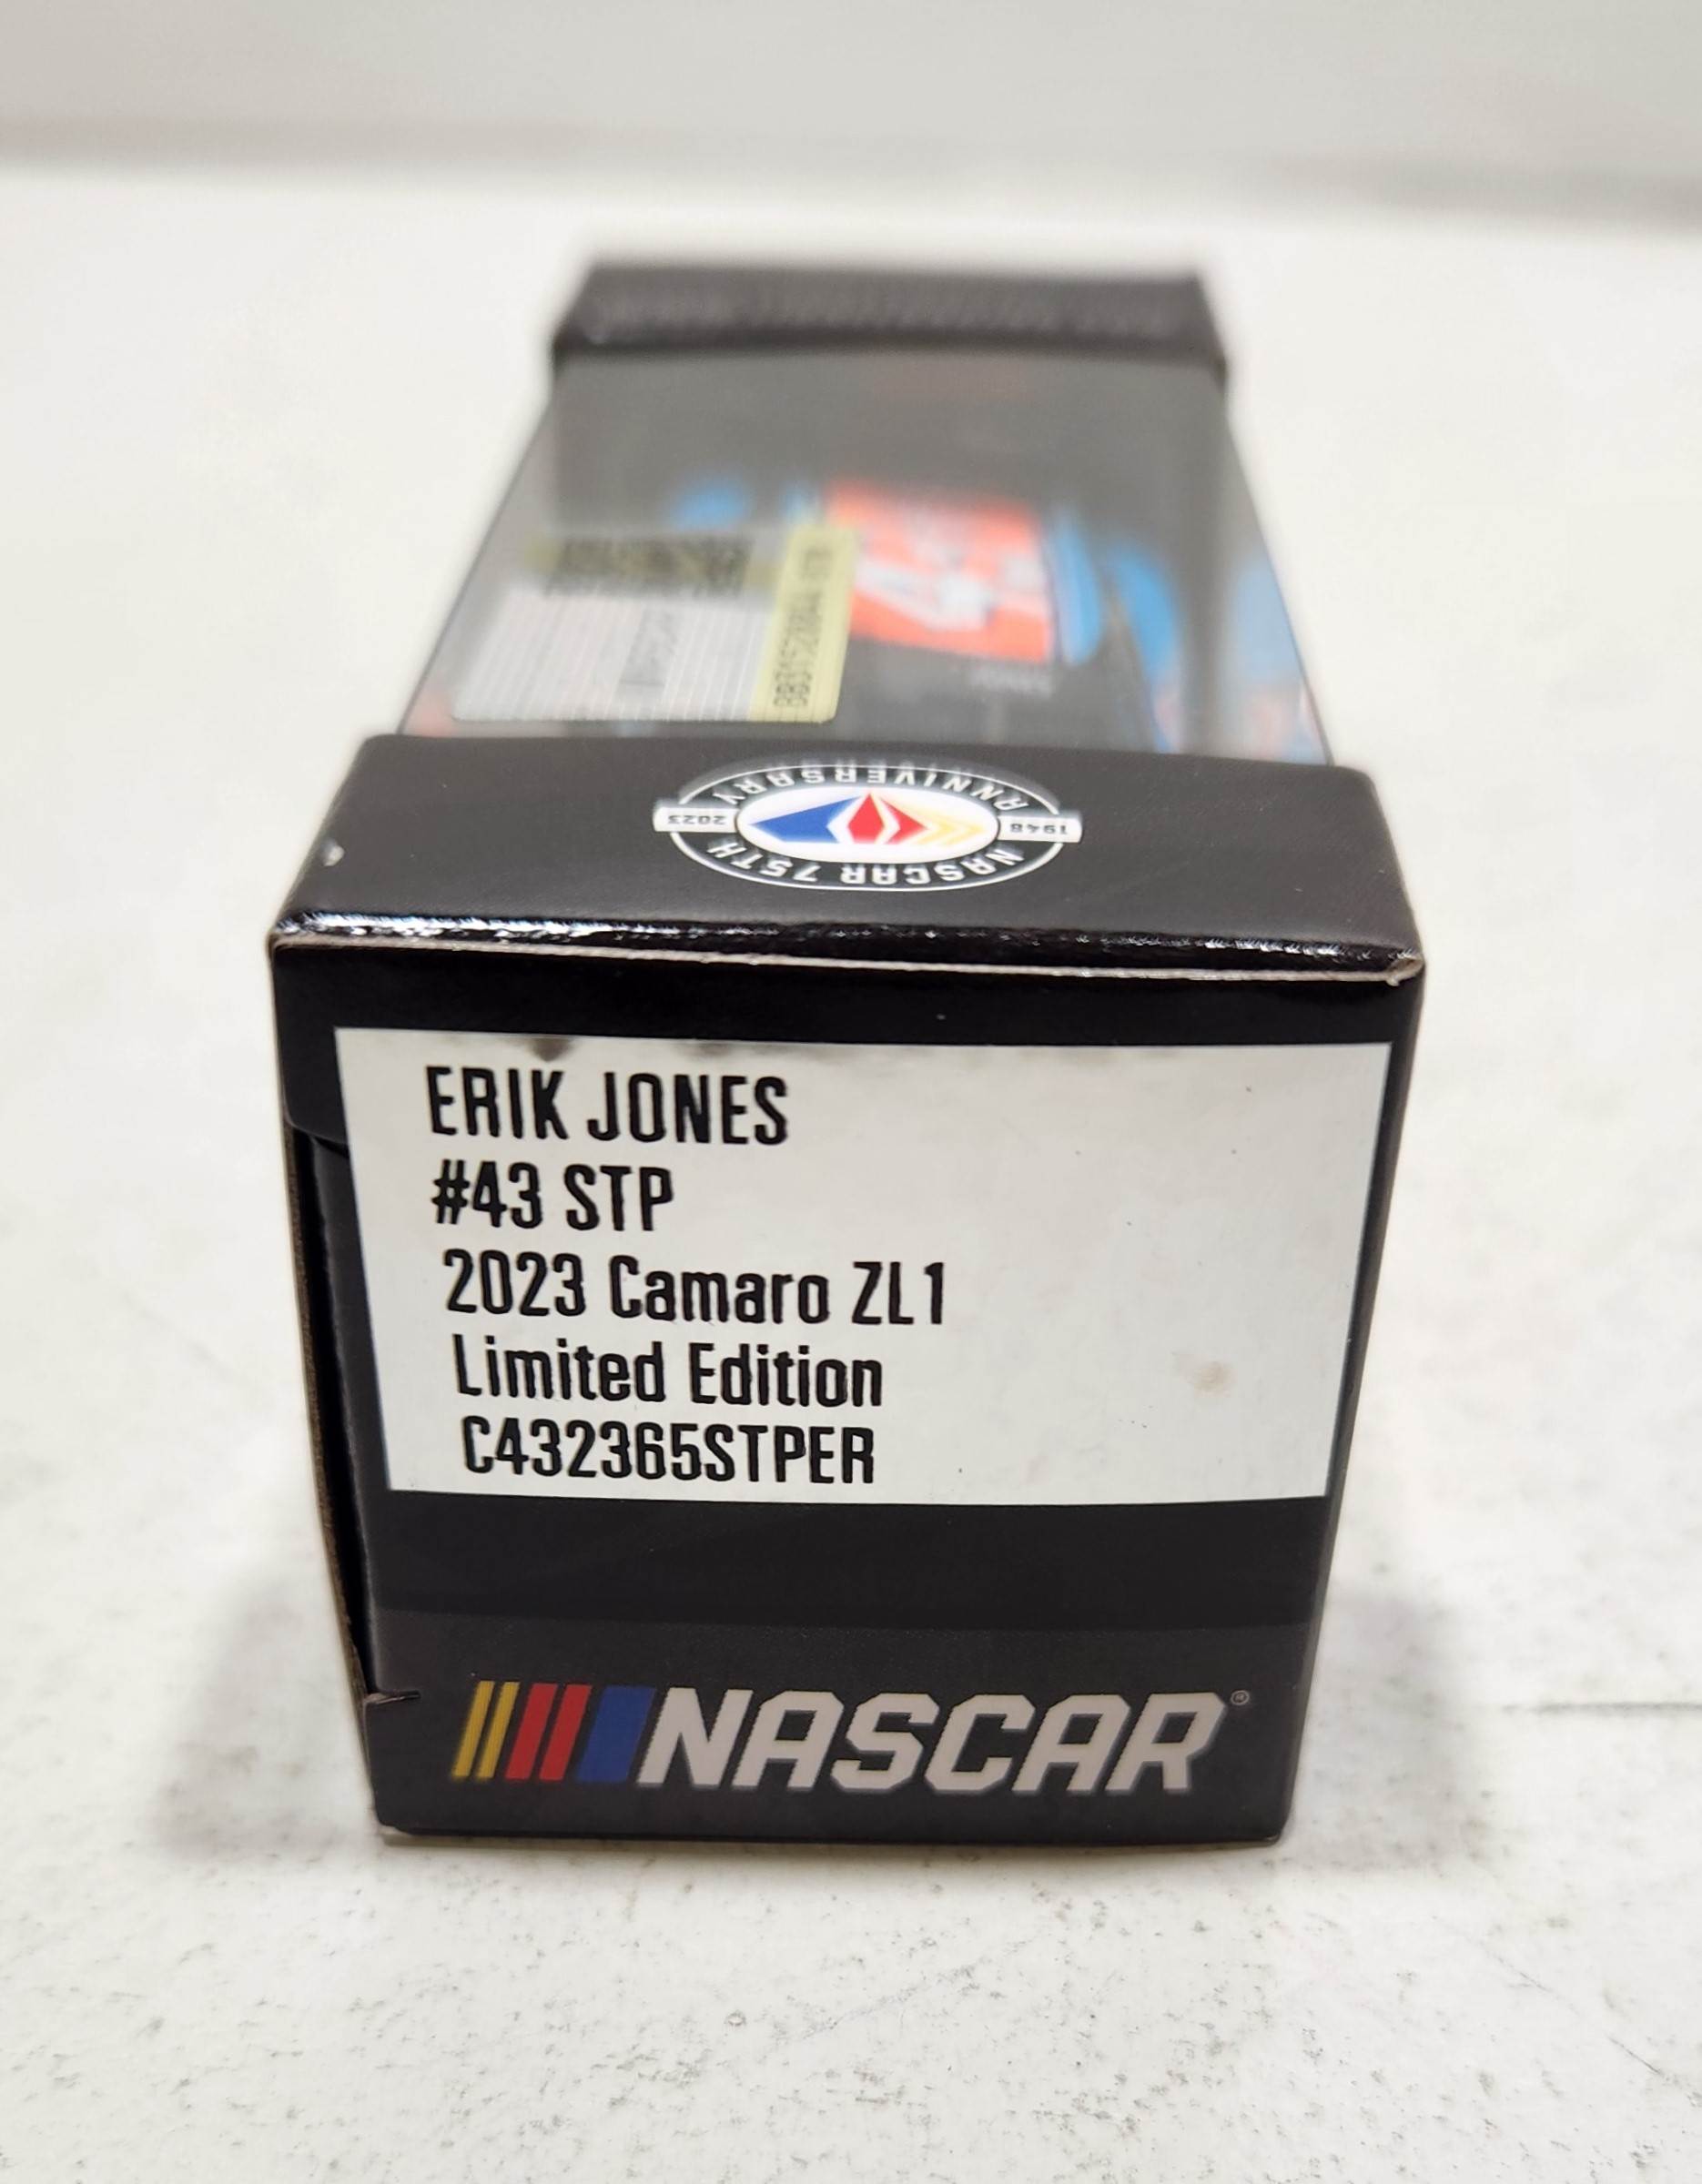 NASCAR 75TH ANNIVERSARY
1948
2023
ERIK JONES
#43 STP
2023 Camaro ZL1
Limited Edition
C432365STPER
NASCAR®